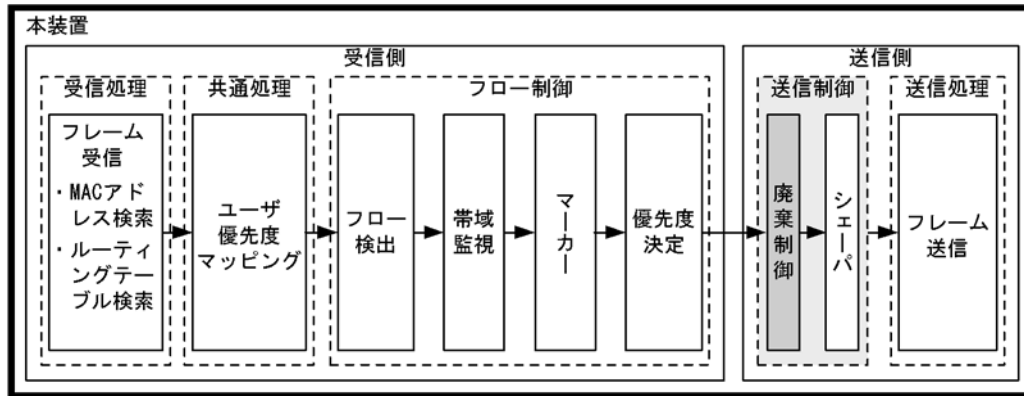 本装置
受信側
送信側
受信処理
共通処理
フロー制御
送信制御
送信処理
フレーム
受信
・MACアド
レス検索
・ルーティ
ングテー
ブル検索
ユーザ
優先度
マッピング
フロー
検出
帯域
監視
マーカー
優先度
決定
廃棄制御
シェーパ
フレーム
送信